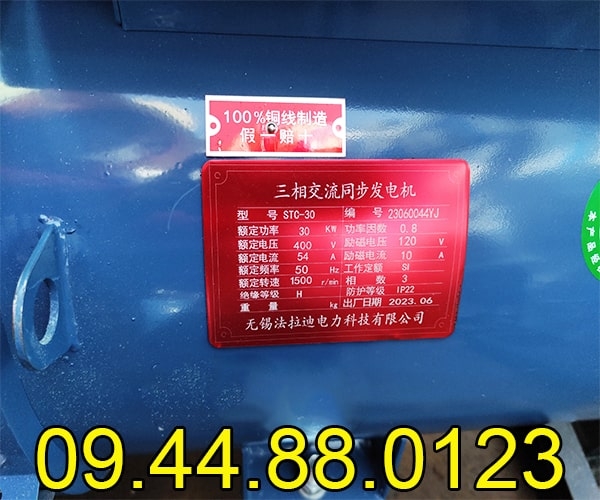 100%铜线制造
假一赔十
三相交流同步发电机
型 号 STC-30 编 号 23060044YJ
额定功率 30 KW 功率因数 0.8
额定电压 400 V 励磁电压 120 V
额定电流 54 A 励磁电流 10 A
额定频率 50 Hz 工作定额 SI
额定转速 1500 r/min 相 数 3
绝缘等级 H 防护等级 IP22
重 量 kg 出厂日期 2023.06
无锡法拉迪电力科技有限公司
09.44.88.0123